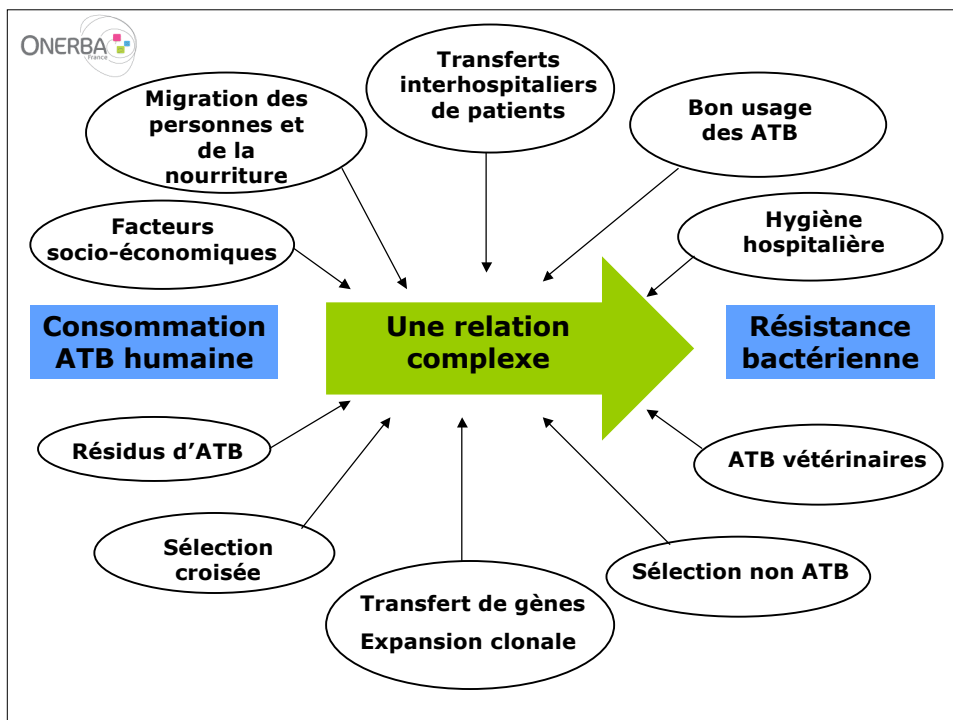 ONERBA
France
Transferts
interhospitaliers
de patients
Migration des
personnes et
de la
nourriture
Bon usage
des ATB
Facteurs
socio-économiques
Hygiène
hospitalière
Consommation
ATB humaine
Une relation
complexe
Résistance
bactérienne
Résidus d’ATB
ATB vétérinaires
Sélection
croisée
Sélection non ATB
Transfert de gènes
Expansion clonale